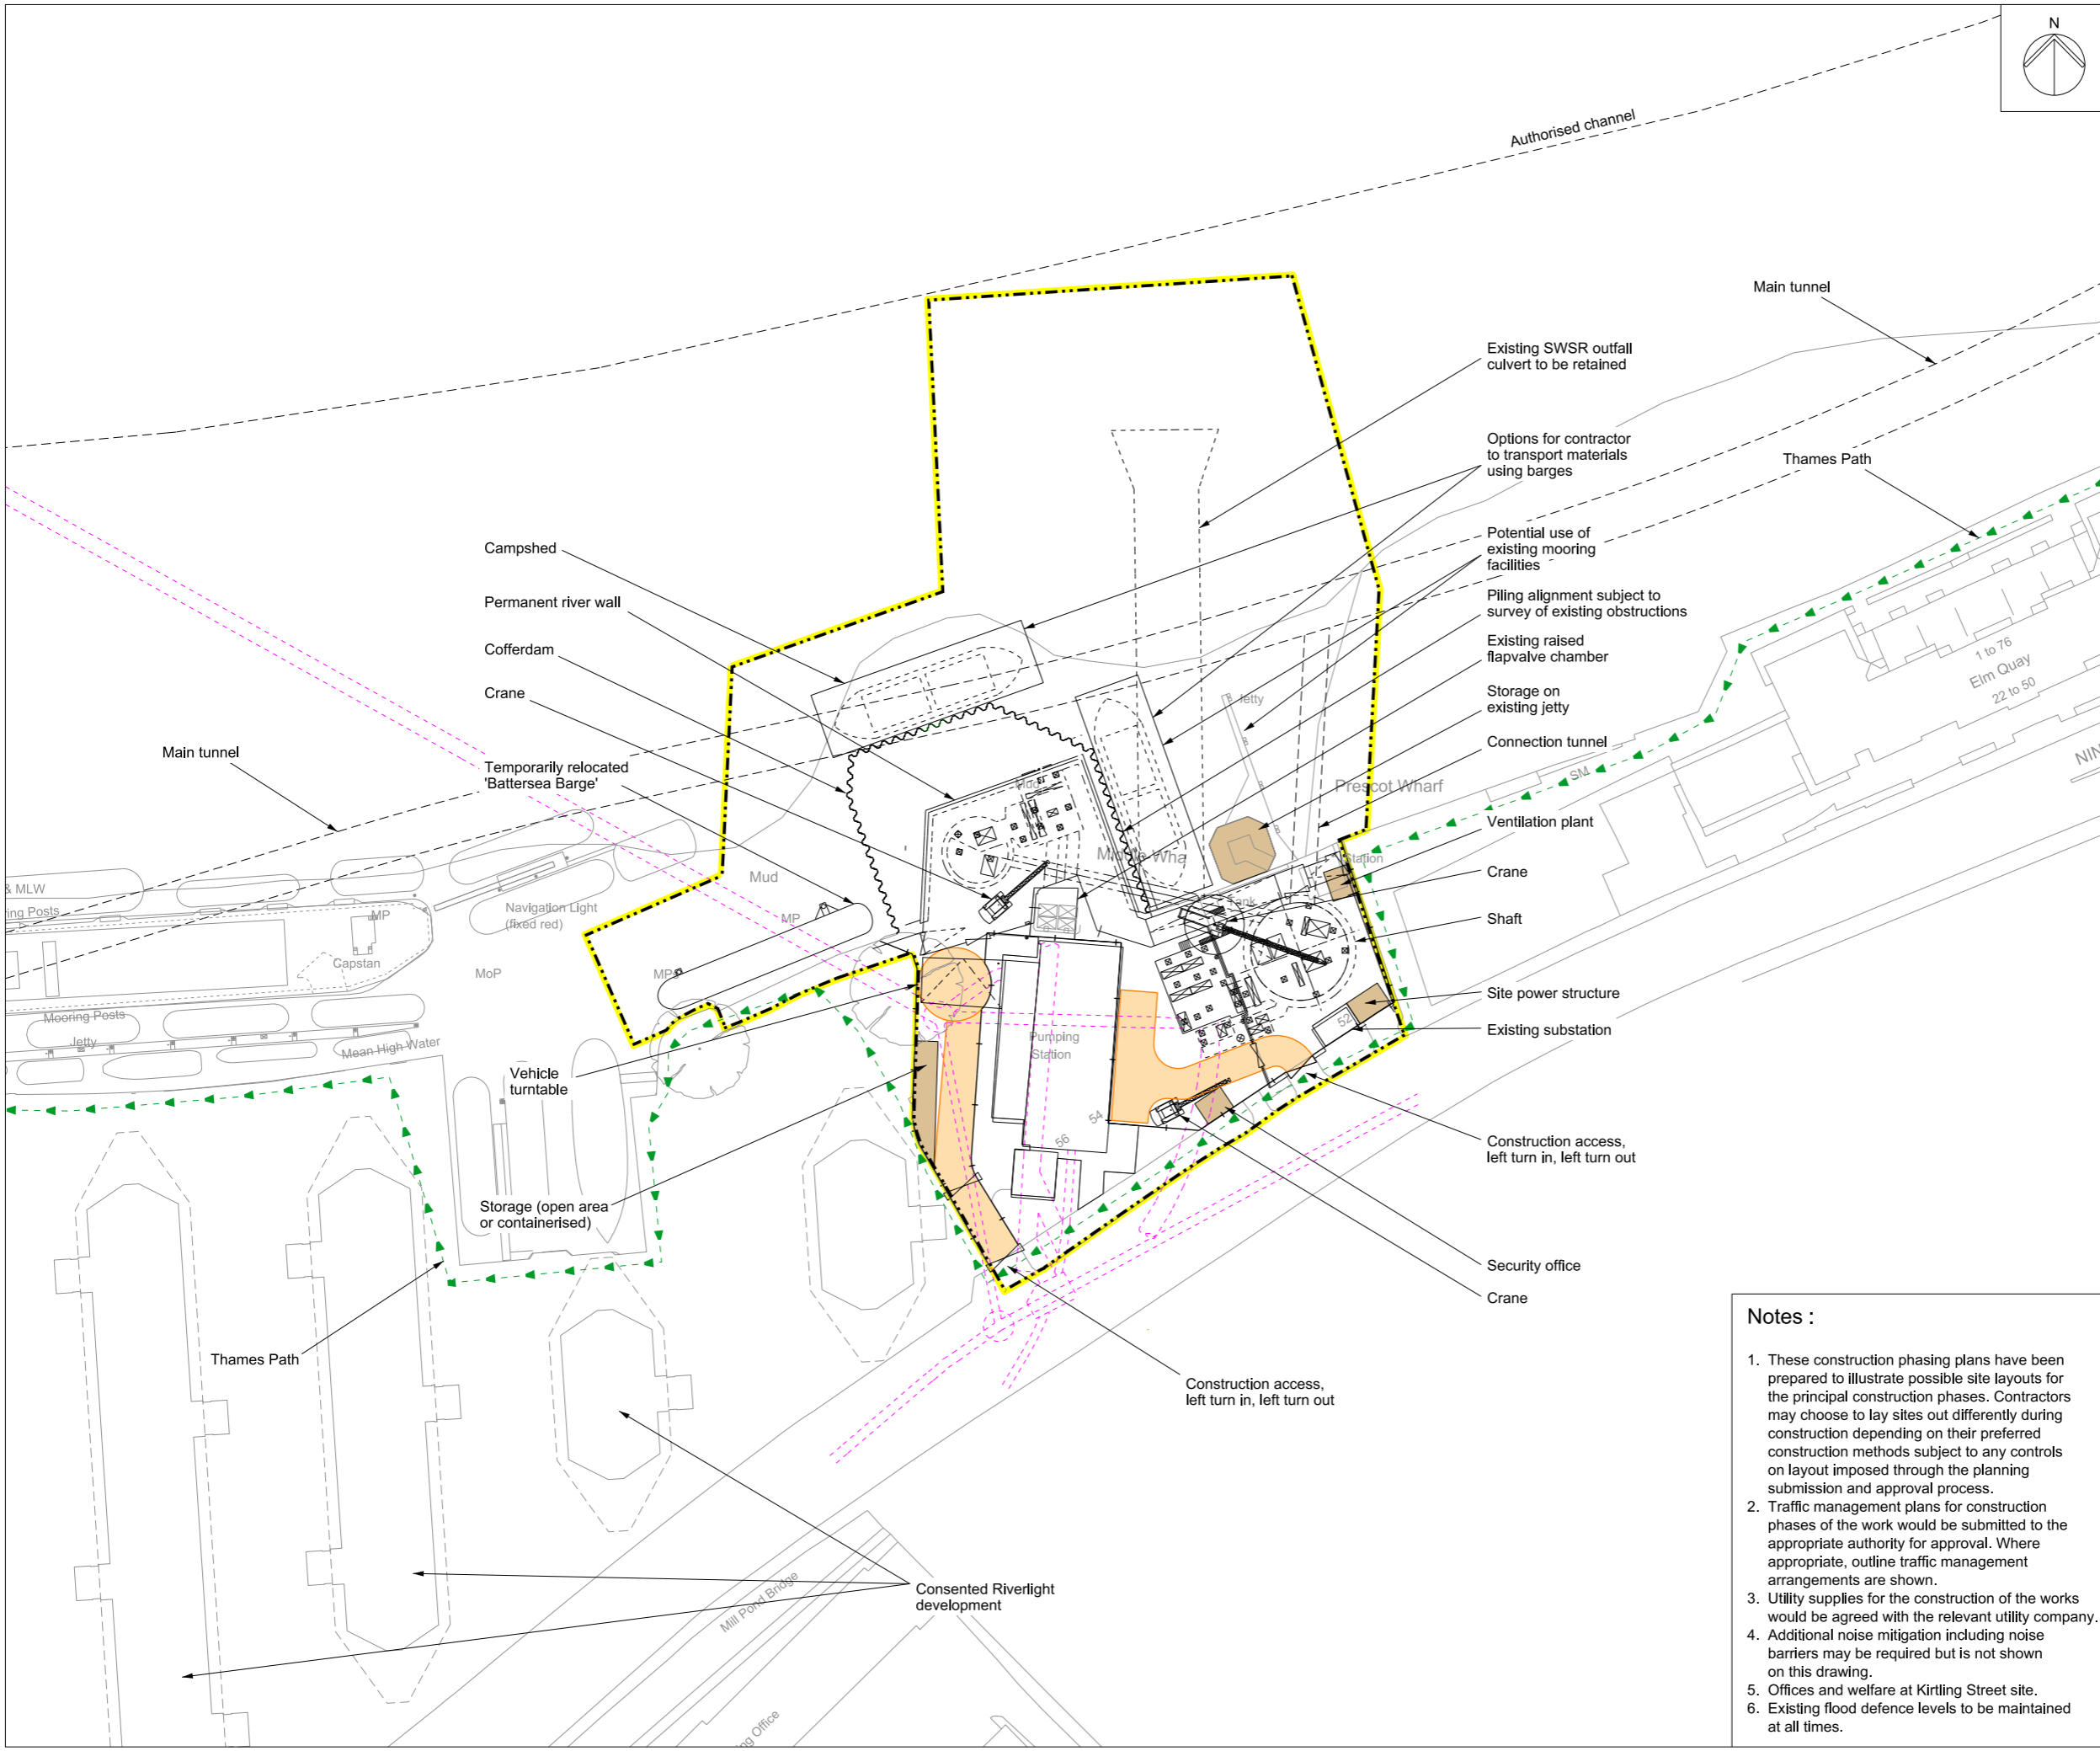 N
Authorised channel
Main tunnel
Existing SWSR outfall
culvert to be retained
Options for contractor
to transport materials
using barges
Thames Path
Potential use of
existing mooring
facilities
Campshed
Piling alignment subject to
survey of existing obstructions
Permanent river wall
Existing raised
flapvalve chamber
Cofferdam
Storage on
existing jetty
Crane
Connection tunnel
Main tunnel
Temporarily relocated
'Battersea Barge'
Ventilation plant
Crane
Shaft
Site power structure
Existing substation
Vehicle
turntable
Construction access,
left turn in, left turn out
Storage (open area
or containerised)
Security office
Crane
Thames Path
Construction access,
left turn in, left turn out
Consented Riverlight
development
1 to 76
Elm Quay
22 to 50
NIN
SM
Jetty
Prescot Wharf
Mud
Station
Tank
Mud
& MLW
ring Posts
MP
Navigation Light
(fixed red)
MP
Capstan
MoP
MP
Mooring Posts
Jetty
Mean High Water
Pumping
Station
52
54
56
Mill Pond Bridge
ng Office
Notes :
1. These construction phasing plans have been
prepared to illustrate possible site layouts for
the principal construction phases. Contractors
may choose to lay sites out differently during
construction depending on their preferred
construction methods subject to any controls
on layout imposed through the planning
submission and approval process.
2. Traffic management plans for construction
phases of the work would be submitted to the
appropriate authority for approval. Where
appropriate, outline traffic management
arrangements are shown.
3. Utility supplies for the construction of the works
would be agreed with the relevant utility company.
4. Additional noise mitigation including noise
barriers may be required but is not shown
on this drawing.
5. Offices and welfare at Kirtling Street site.
6. Existing flood defence levels to be maintained
at all times.